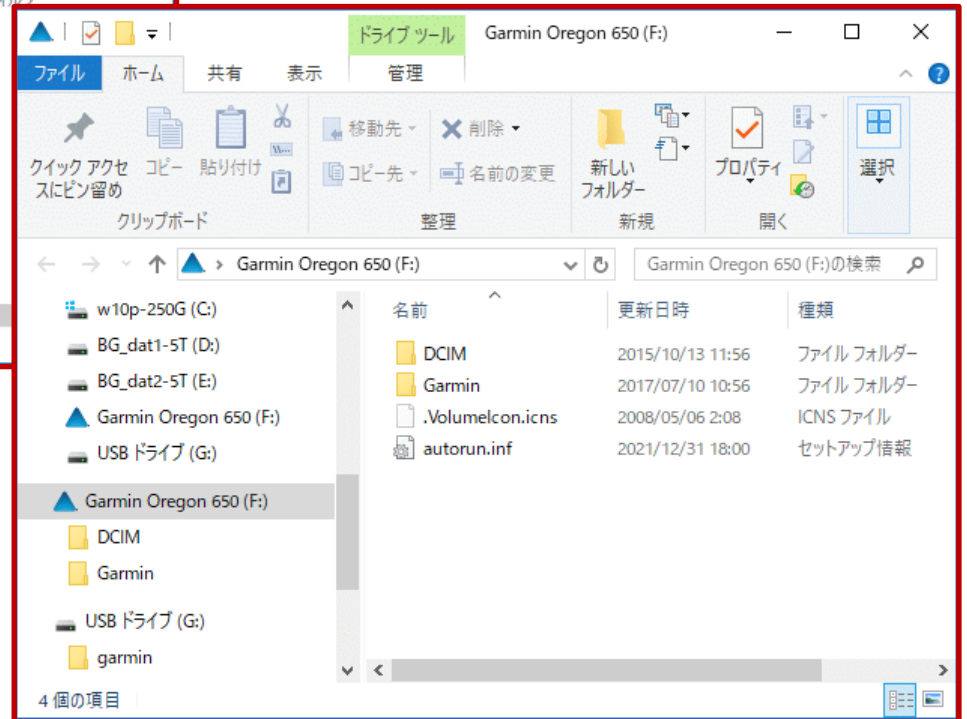 ドライブ ツール Garmin Oregon 650 (F:)
ファイル ホーム 共有 表示 管理
クイック アクセスにピン留め
コピー
貼り付け
移動先
コピー先
削除
名前の変更
新しいフォルダー
プロパティ
選択
クリップボード 整理 新規 開く
Garmin Oregon 650 (F:)
Garmin Oregon 650 (F:)の検索
w10p-250G (C:)
BG_dat1-5T (D:)
BG_dat2-5T (E:)
Garmin Oregon 650 (F:)
USB ドライブ (G:)
Garmin Oregon 650 (F:)
DCIM
Garmin
USB ドライブ (G:)
garmin
名前 更新日時 種類
DCIM 2015/10/13 11:56 ファイル フォルダー
Garmin 2017/07/10 10:56 ファイル フォルダー
.VolumeIcon.icns 2008/05/06 2:08 ICNS ファイル
autorun.inf 2021/12/31 18:00 セットアップ情報
4 個の項目